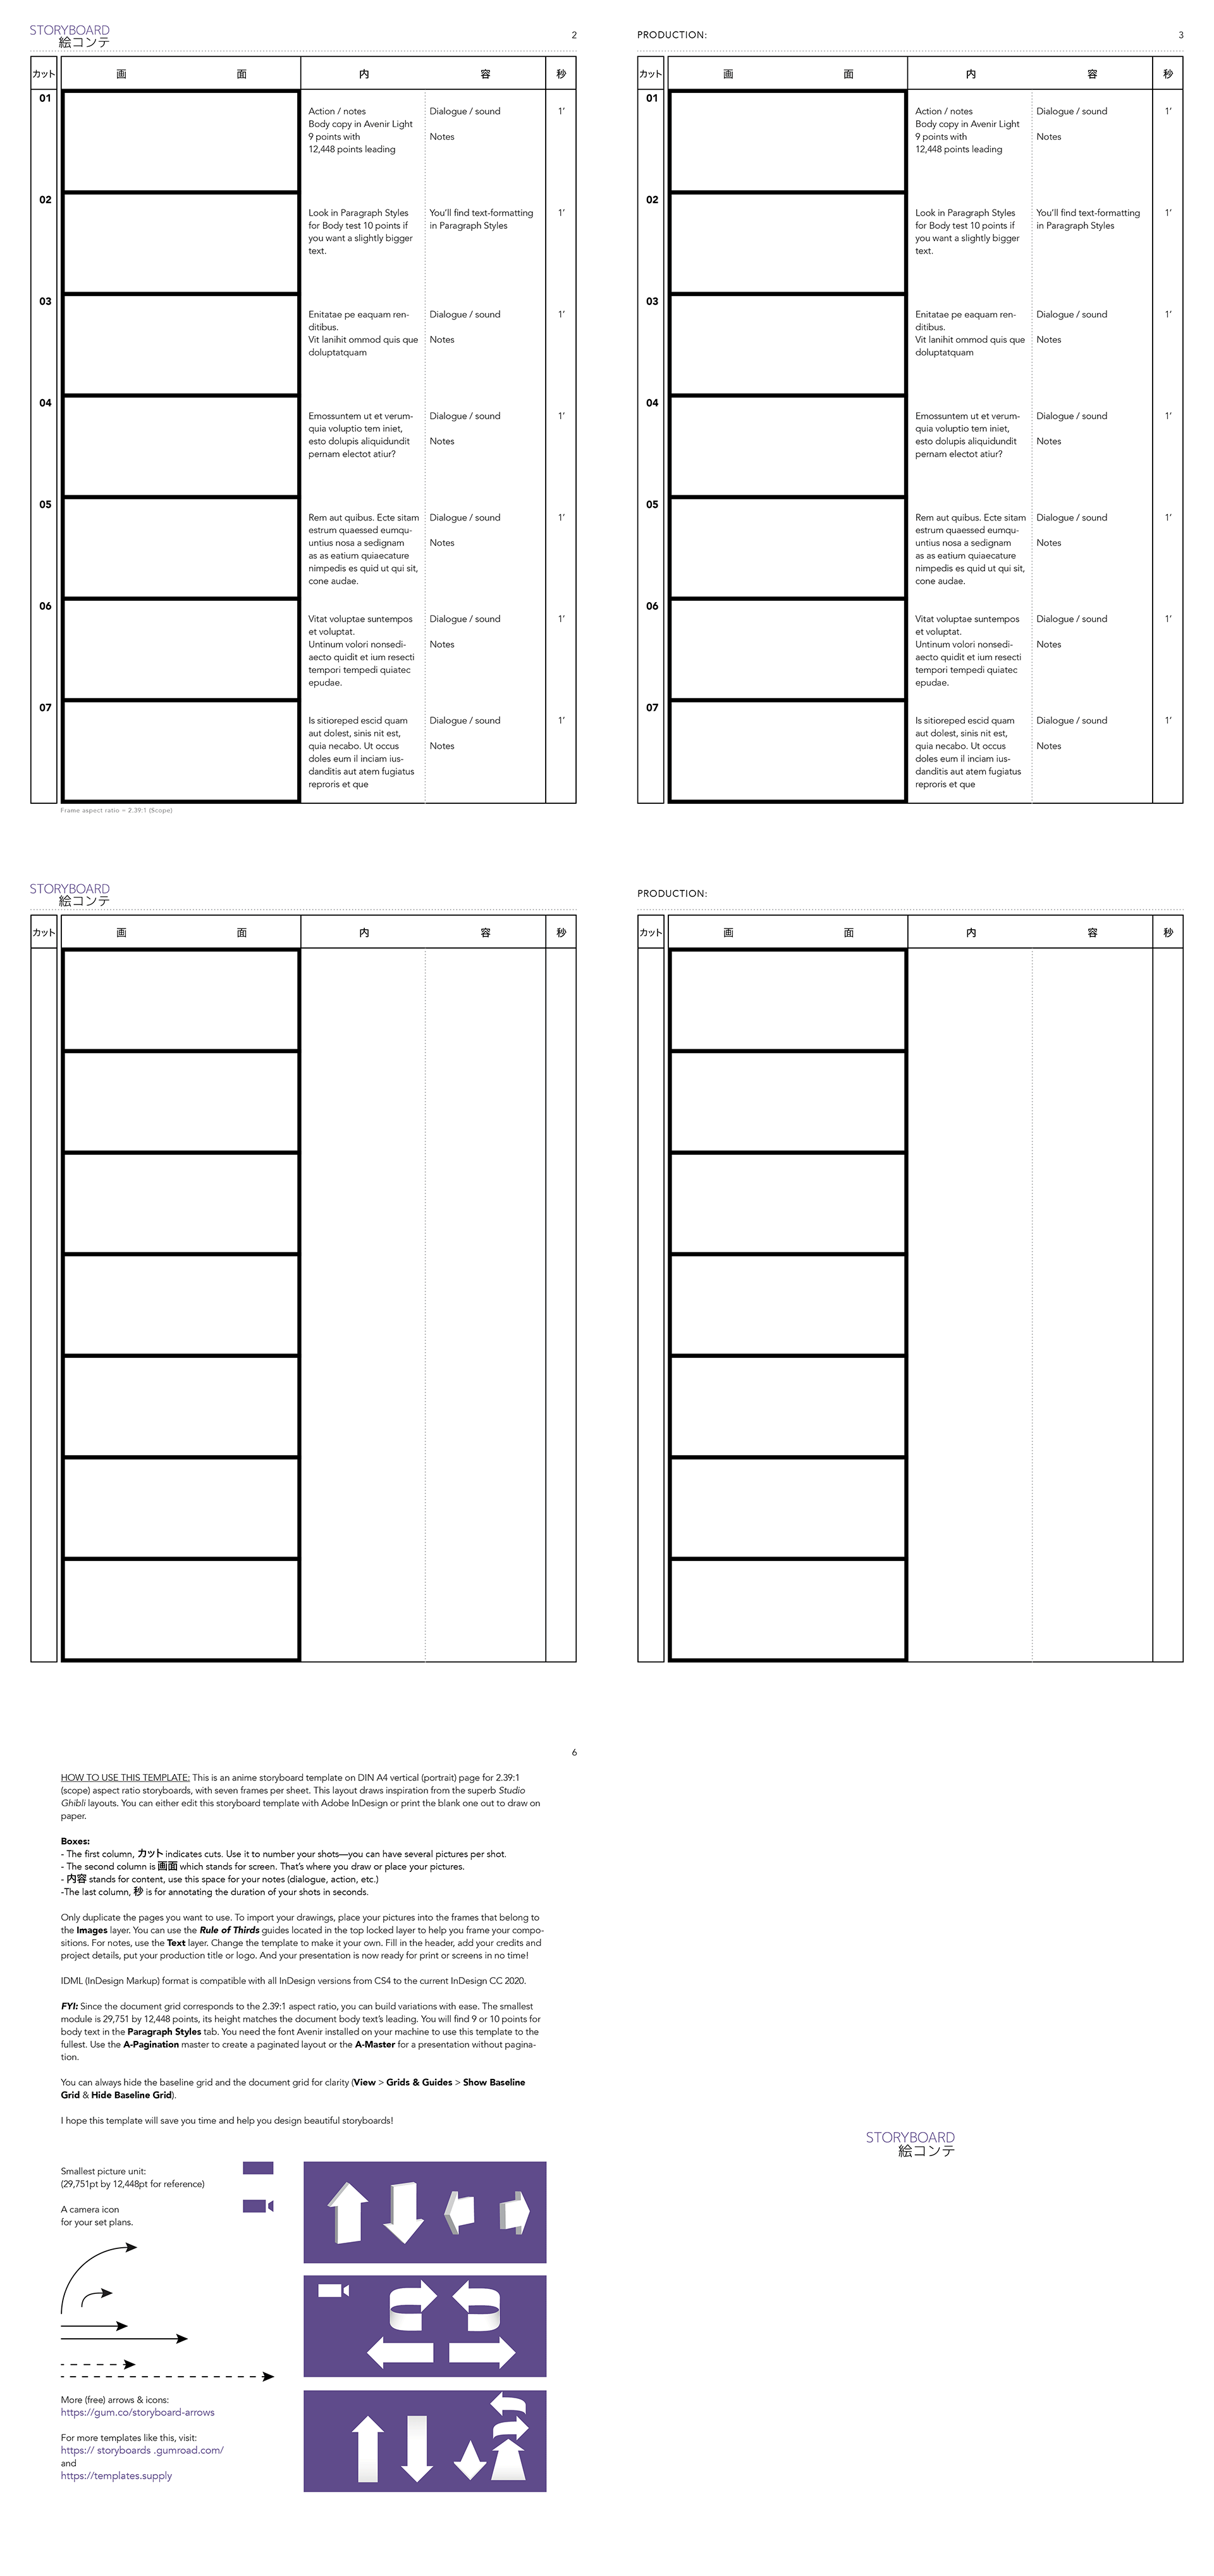 STORYBOARD
絵コンテ
2
カット 画 面 内 容 秒
01
Action / notes
Body copy in Avenir Light
9 points with
12,448 points leading
Dialogue / sound
Notes
1’
02
Look in Paragraph Styles
for Body test 10 points if
you want a slightly bigger
text.
You’ll find text-formatting
in Paragraph Styles
1’
03
Enitatae pe eaquam ren-
ditibus.
Vit lanihit ommod quis que
doluptatquam
Dialogue / sound
Notes
1’
04
Emossuntem ut et verum-
quia voluptio tem iniet,
esto dolupis aliquidundit
pernam electot atiur?
Dialogue / sound
Notes
1’
05
Rem aut quibus. Ecte sitam
estrum quaessed eumqu-
untius nosa a sedignam
as as eatium quiaecature
nimpedis es quid ut qui sit,
cone audae.
Dialogue / sound
Notes
1’
06
Vitat voluptae suntempos
et voluptat.
Untinum volori nonsedi-
aecto quidit et ium resecti
tempori tempedi quiatec
epudae.
Dialogue / sound
Notes
1’
07
Is sitioreped escid quam
aut dolest, sinis nit est,
quia necabo. Ut occus
doles eum il inciam ius-
danditis aut atem fugiatus
reproris et que
Dialogue / sound
Notes
1’
Frame aspect ratio = 2.39:1 (Scope)
PRODUCTION:
3
カット 画 面 内 容 秒
01
Action / notes
Body copy in Avenir Light
9 points with
12,448 points leading
Dialogue / sound
Notes
1’
02
Look in Paragraph Styles
for Body test 10 points if
you want a slightly bigger
text.
You’ll find text-formatting
in Paragraph Styles
1’
03
Enitatae pe eaquam ren-
ditibus.
Vit lanihit ommod quis que
doluptatquam
Dialogue / sound
Notes
1’
04
Emossuntem ut et verum-
quia voluptio tem iniet,
esto dolupis aliquidundit
pernam electot atiur?
Dialogue / sound
Notes
1’
05
Rem aut quibus. Ecte sitam
estrum quaessed eumqu-
untius nosa a sedignam
as as eatium quiaecature
nimpedis es quid ut qui sit,
cone audae.
Dialogue / sound
Notes
1’
06
Vitat voluptae suntempos
et voluptat.
Untinum volori nonsedi-
aecto quidit et ium resecti
tempori tempedi quiatec
epudae.
Dialogue / sound
Notes
1’
07
Is sitioreped escid quam
aut dolest, sinis nit est,
quia necabo. Ut occus
doles eum il inciam ius-
danditis aut atem fugiatus
reproris et que
Dialogue / sound
Notes
1’
STORYBOARD
絵コンテ
カット 画 面 内 容 秒
PRODUCTION:
カット 画 面 内 容 秒
6
HOW TO USE THIS TEMPLATE: This is an anime storyboard template on DIN A4 vertical (portrait) page for 2.39:1
(scope) aspect ratio storyboards, with seven frames per sheet. This layout draws inspiration from the superb Studio
Ghibli layouts. You can either edit this storyboard template with Adobe InDesign or print the blank one out to draw on
paper.
Boxes:
- The first column, カット indicates cuts. Use it to number your shots—you can have several pictures per shot.
- The second column is 画面 which stands for screen. That’s where you draw or place your pictures.
- 内容 stands for content, use this space for your notes (dialogue, action, etc.)
-The last column, 秒 is for annotating the duration of your shots in seconds.
Only duplicate the pages you want to use. To import your drawings, place your pictures into the frames that belong to
the Images layer. You can use the Rule of Thirds guides located in the top locked layer to help you frame your compo-
sitions. For notes, use the Text layer. Change the template to make it your own. Fill in the header, add your credits and
project details, put your production title or logo. And your presentation is now ready for print or screens in no time!
IDML (InDesign Markup) format is compatible with all InDesign versions from CS4 to the current InDesign CC 2020.
FYI: Since the document grid corresponds to the 2.39:1 aspect ratio, you can build variations with ease. The smallest
module is 29,751 by 12,448 points, its height matches the document body text’s leading. You will find 9 or 10 points for
body text in the Paragraph Styles tab. You need the font Avenir installed on your machine to use this template to the
fullest. Use the A-Pagination master to create a paginated layout or the A-Master for a presentation without pagina-
tion.
You can always hide the baseline grid and the document grid for clarity (View > Grids & Guides > Show Baseline
Grid & Hide Baseline Grid).
I hope this template will save you time and help you design beautiful storyboards!
Smallest picture unit:
(29,751pt by 12,448pt for reference)
A camera icon
for your set plans.
More (free) arrows & icons:
https://gum.co/storyboard-arrows
For more templates like this, visit:
https:// storyboards .gumroad.com/
and
https://templates.supply
STORYBOARD
絵コンテ